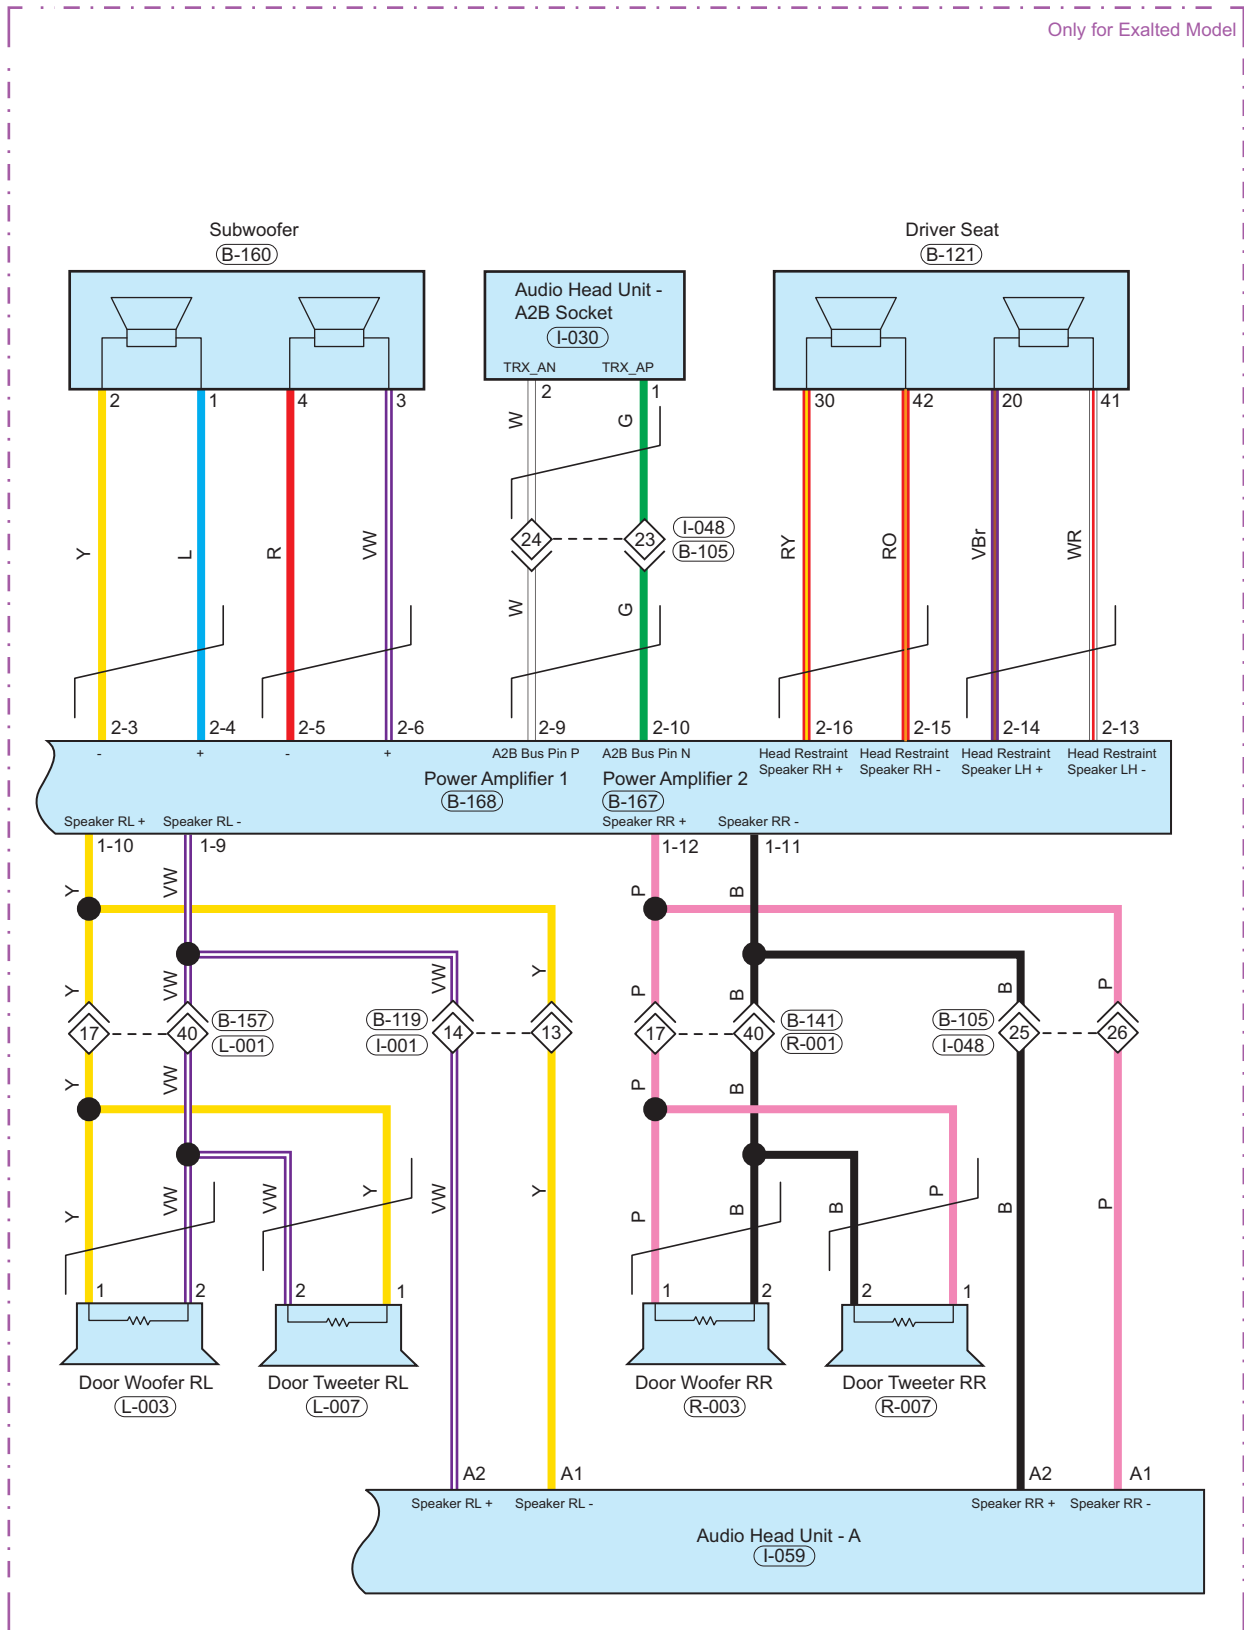 Only for Exalted Model
Subwoofer
B-160
Driver Seat
B-121
Audio Head Unit -
A2B Socket
I-030
TRX_AN TRX_AP
2 1 4 3 2 1 30 42 20 41
W G
24 23 I-048
B-105
Y L R VW W G RY RO VBr WR
2-3 2-4 2-5 2-6 2-9 2-10 2-16 2-15 2-14 2-13
- + - + A2B Bus Pin P A2B Bus Pin N
Head Restraint Speaker RH +
Head Restraint Speaker RH -
Head Restraint Speaker LH +
Head Restraint Speaker LH -
Power Amplifier 1
B-168
Power Amplifier 2
B-167
Speaker RL + Speaker RL - Speaker RR + Speaker RR -
1-10 1-9 1-12 1-11
Y VW P B
Y VW VW Y P B B P
17 40 B-157
L-001
B-119
I-001 14 13
17 40 B-141
R-001
B-105
I-048 25 26
Y VW P B
Y VW VW Y VW Y P B B P B P
1 2 2 1 1 2 2 1
Door Woofer RL
L-003
Door Tweeter RL
L-007
Door Woofer RR
R-003
Door Tweeter RR
R-007
A2 A1 A2 A1
Speaker RL + Speaker RL - Speaker RR + Speaker RR -
Audio Head Unit - A
I-059